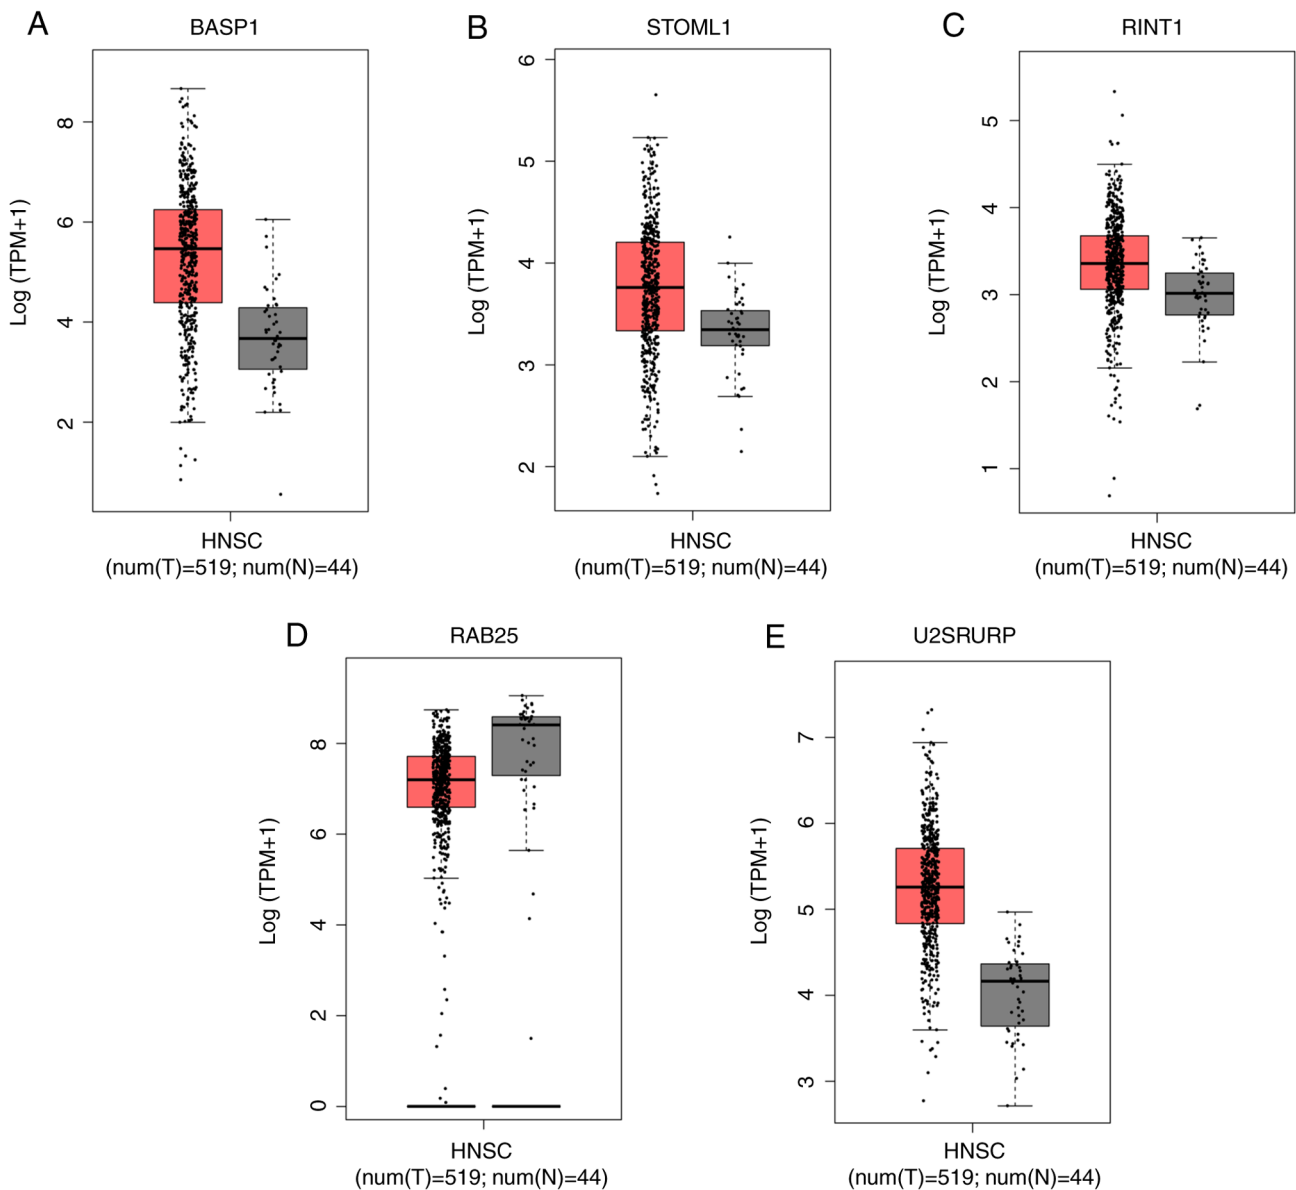 A
BASP1
Log (TPM+1)
8
6
4
2
HNSC
(num(T)=519; num(N)=44)
B
STOML1
Log (TPM+1)
6
5
4
3
2
HNSC
(num(T)=519; num(N)=44)
C
RINT1
Log (TPM+1)
5
4
3
2
1
HNSC
(num(T)=519; num(N)=44)
D
RAB25
Log (TPM+1)
8
6
4
2
0
HNSC
(num(T)=519; num(N)=44)
E
U2SRURP
Log (TPM+1)
7
6
5
4
3
HNSC
(num(T)=519; num(N)=44)